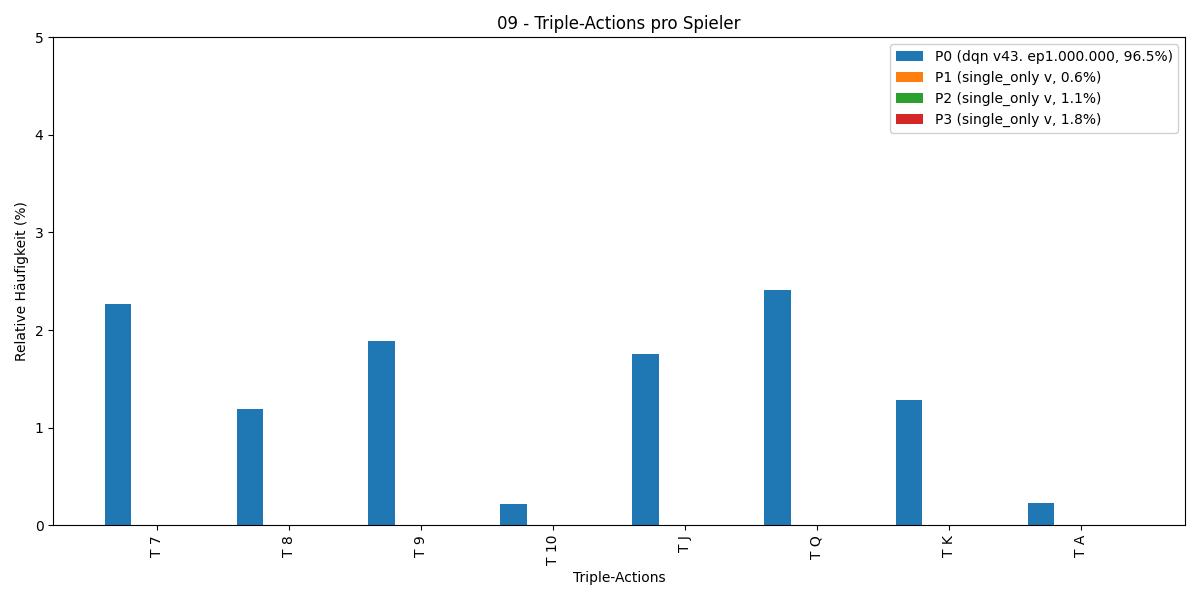 09 - Triple-Actions pro Spieler
P0 (dqn v43. ep1.000.000, 96.5%)
P1 (single_only v, 0.6%)
P2 (single_only v, 1.1%)
P3 (single_only v, 1.8%)
Relative Häufigkeit (%)
5
4
3
2
1
0
T 7
T 8
T 9
T 10
T J
T Q
T K
T A
Triple-Actions